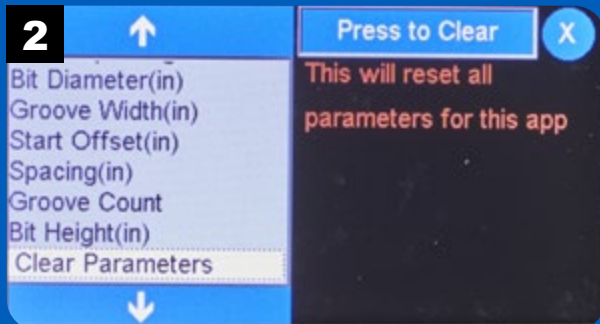 2
Press to Clear
X
Bit Diameter(in)
Groove Width(in)
Start Offset(in)
Spacing(in)
Groove Count
Bit Height(in)
Clear Parameters
This will reset all
parameters for this app